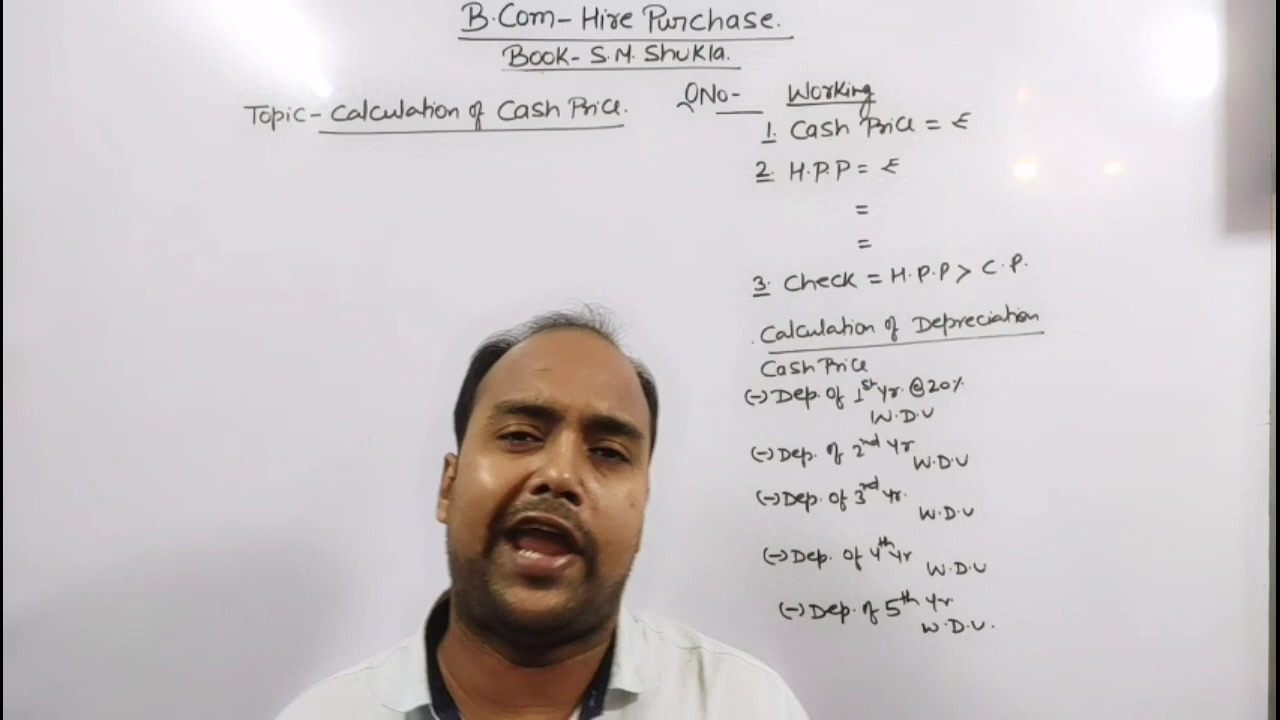 B.Com- Hire Purchase.
Book- S.M. Shukla.
Topic- Calculation of Cash Price.
QNo-
Working
1. Cash Price = ₹
2. H.P.P = ₹
=
=
3. Check = H.P.P > C.P.
Calculation of Depreciation
Cash Price
(-) Dep. of 1st Yr. @ 20%
W.D.V
(-) Dep. of 2nd Yr
W.D.V
(-) Dep. of 3rd Yr.
W.D.V
(-) Dep. of 4th Yr
W.D.V
(-) Dep. of 5th Yr
W.D.V.